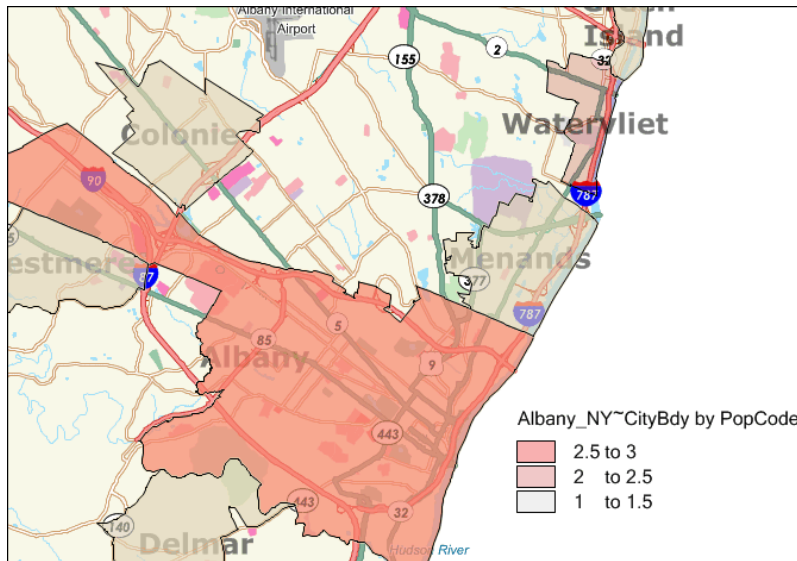 Albany International
Airport
Green
Island
155
2
32
Colonie
Watervliet
90
378
787
5
estmere
87
Menands
377
787
5
85
Albany
9
443
Albany_NY~CityBdy by PopCode
2.5 to 3
2 to 2.5
1 to 1.5
443
32
140
Delmar
Hudson River